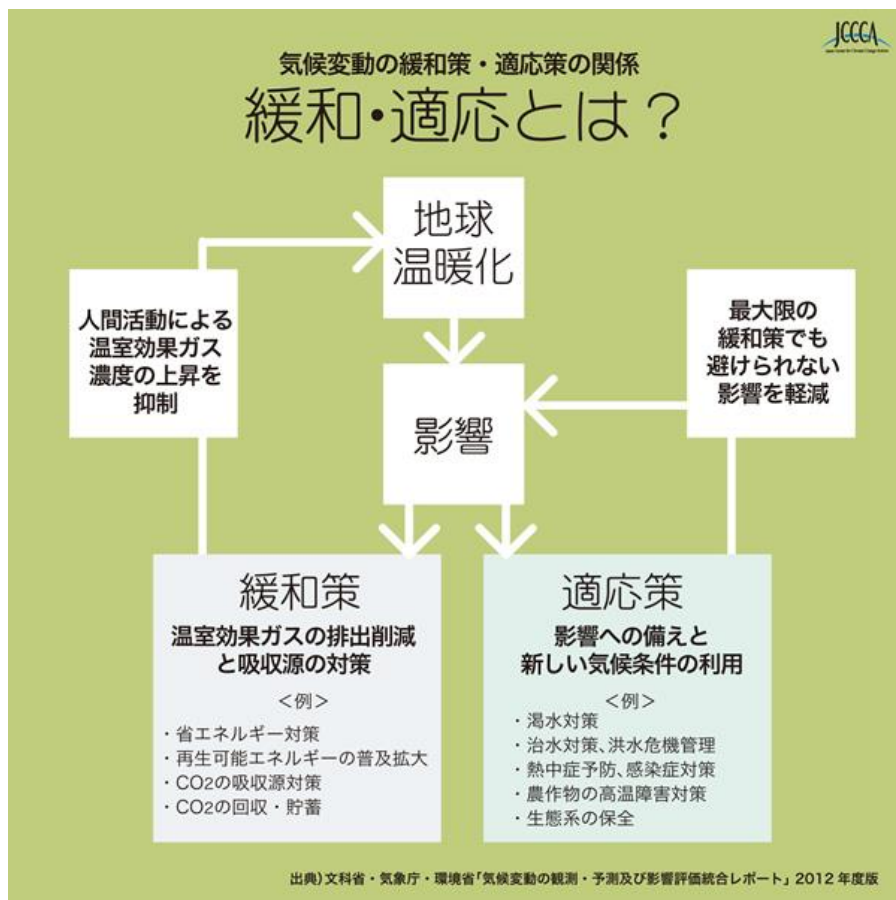 JCCCA
気候変動の緩和策・適応策の関係
緩和・適応とは？
地球
温暖化
人間活動による
温室効果ガス
濃度の上昇を
抑制
最大限の
緩和策でも
避けられない
影響を軽減
影響
緩和策
温室効果ガスの排出削減
と吸収源の対策
＜例＞
・省エネルギー対策
・再生可能エネルギーの普及拡大
・CO2の吸収源対策
・CO2の回収・貯蓄
適応策
影響への備えと
新しい気候条件の利用
＜例＞
・渇水対策
・治水対策、洪水危機管理
・熱中症予防、感染症対策
・農作物の高温障害対策
・生態系の保全
出典）文科省・気象庁・環境省「気候変動の観測・予測及び影響評価統合レポート」2012年度版